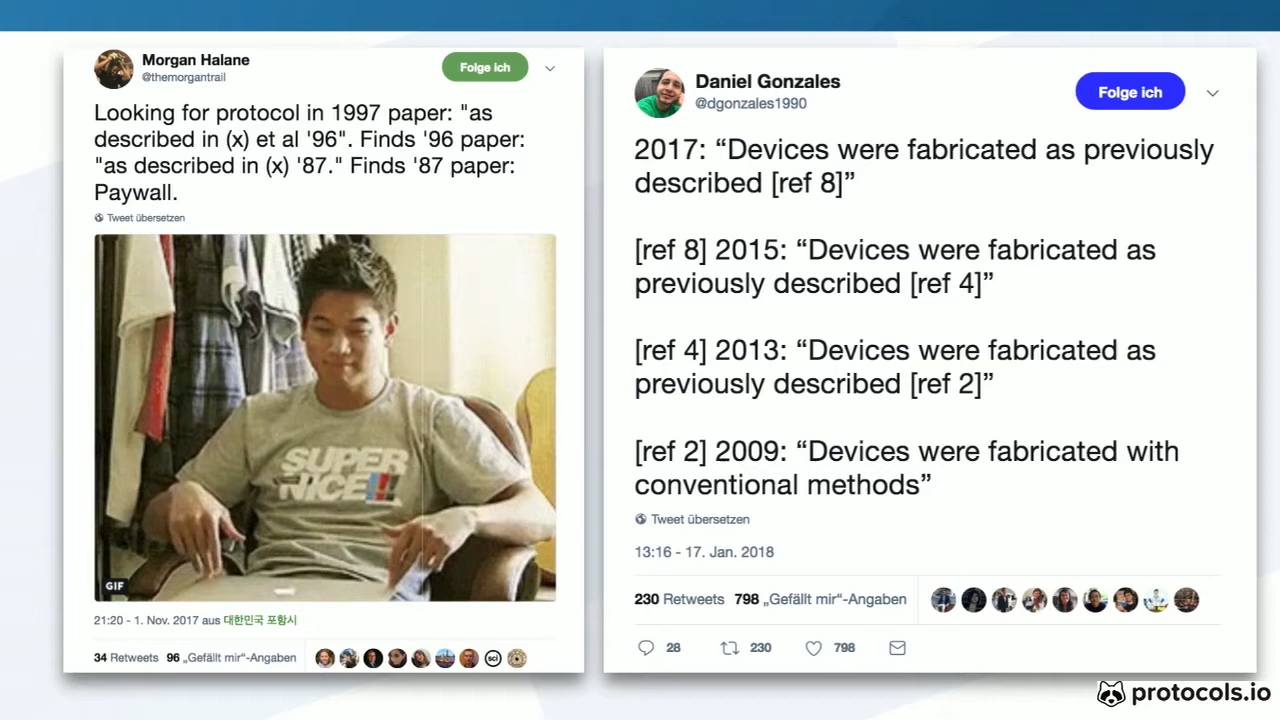 Morgan Halane
@themorgantrail
Folge ich
Looking for protocol in 1997 paper: "as
described in (x) et al '96". Finds '96 paper:
"as described in (x) '87." Finds '87 paper:
Paywall.
Tweet übersetzen
SUPER
NICE!!!
GIF
21:20 - 1. Nov. 2017 aus 대한민국 포항시
34 Retweets 96 „Gefällt mir“-Angaben
sci
Daniel Gonzales
@dgonzales1990
Folge ich
2017: “Devices were fabricated as previously
described [ref 8]”
[ref 8] 2015: “Devices were fabricated as
previously described [ref 4]”
[ref 4] 2013: “Devices were fabricated as
previously described [ref 2]”
[ref 2] 2009: “Devices were fabricated with
conventional methods”
Tweet übersetzen
13:16 - 17. Jan. 2018
230 Retweets 798 „Gefällt mir“-Angaben
28 230 798
protocols.io